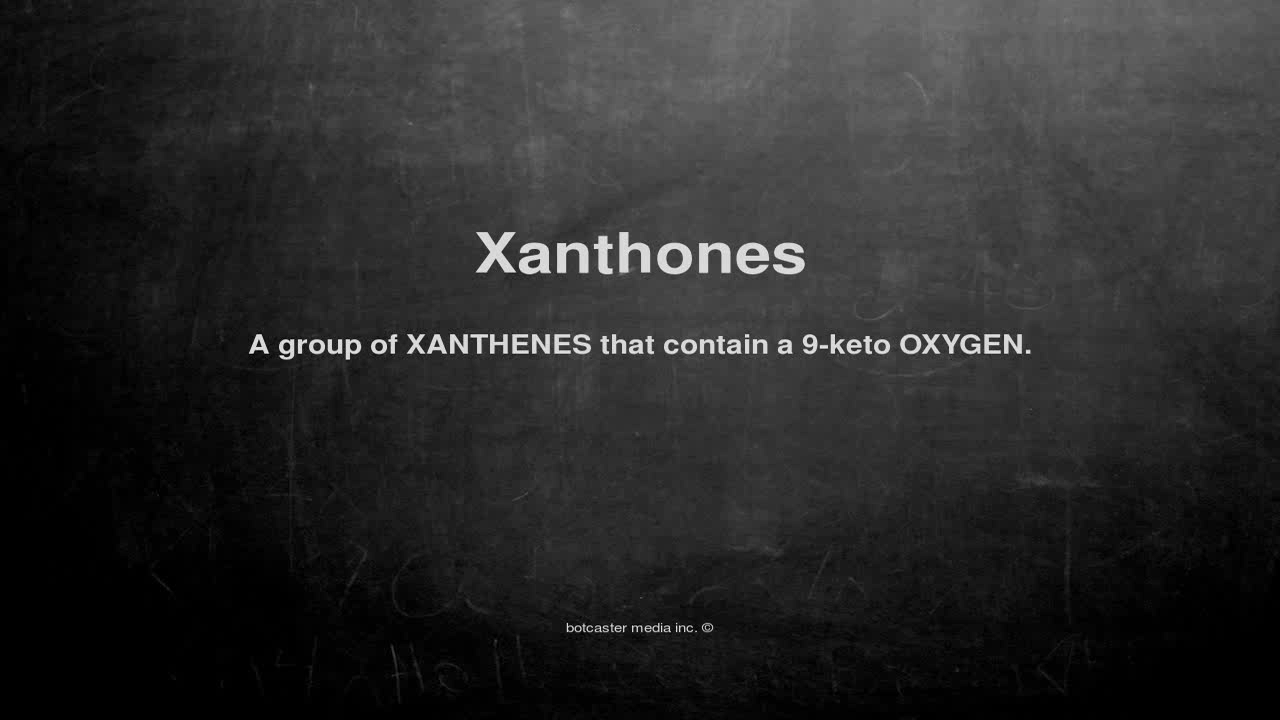 Xanthones
A group of XANTHENES that contain a 9-keto OXYGEN.
botcaster media inc. ©